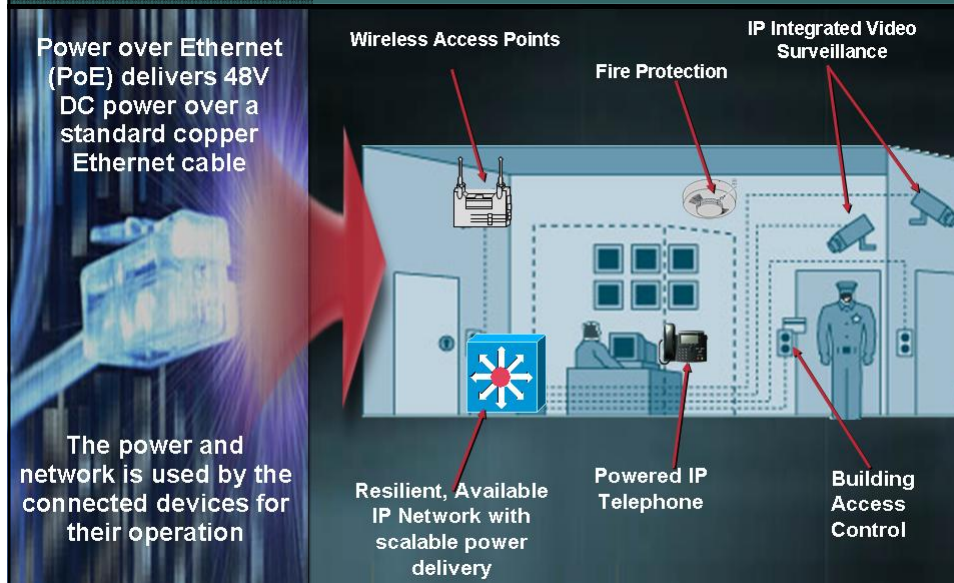 Power over Ethernet
(PoE) delivers 48V
DC power over a
standard copper
Ethernet cable
The power and
network is used by the
connected devices for
their operation
Wireless Access Points
Fire Protection
IP Integrated Video
Surveillance
Resilient, Available
IP Network with
scalable power
delivery
Powered IP
Telephone
Building
Access
Control